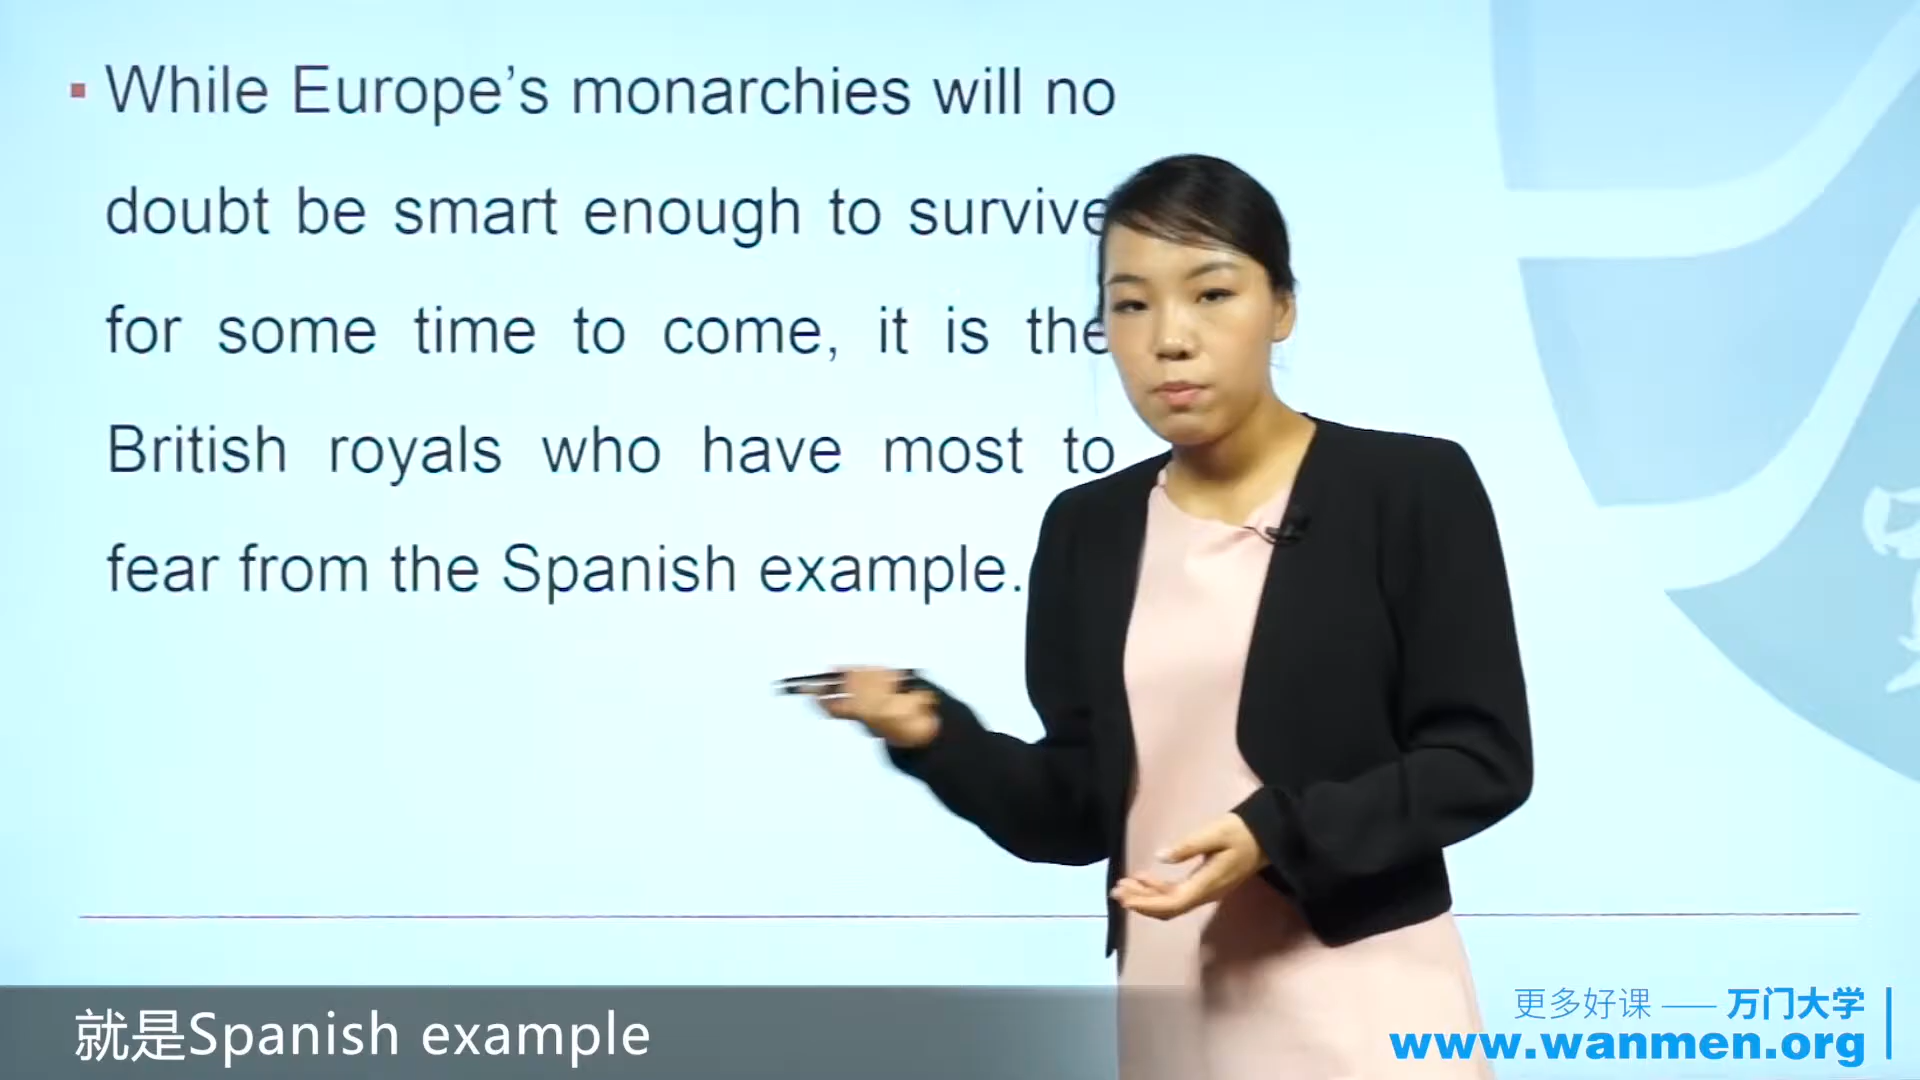 While Europe’s monarchies will no
doubt be smart enough to survive
for some time to come, it is the
British royals who have most to
fear from the Spanish example.
就是Spanish example
更多好课 —— 万门大学
www.wanmen.org